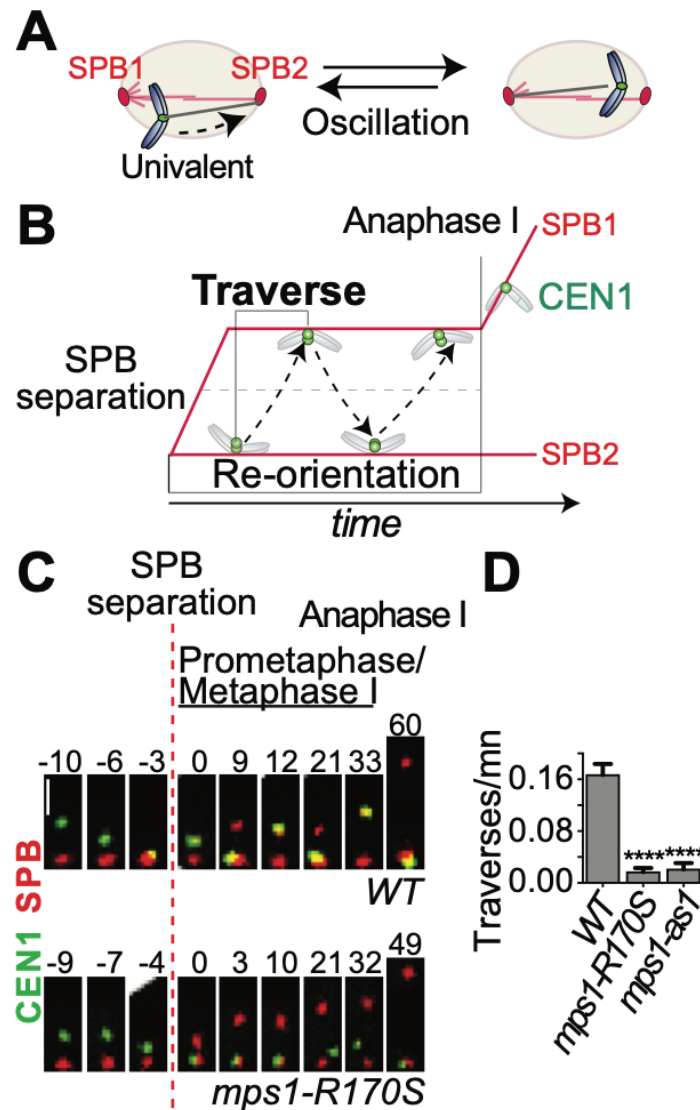 A
SPB1 SPB2
Univalent
Oscillation
B
Anaphase I
SPB1
Traverse
CEN1
SPB
separation
SPB2
Re-orientation
time
C
SPB
separation
Anaphase I
Prometaphase/
Metaphase I
60
-10 -6 -3 0 9 12 21 33
WT
49
-9 -7 -4 0 3 10 21 32
mps1-R170S
CEN1 SPB
D
Traverses/mn
0.16
0.08
0.00
**** ****
WT
mps1-R170S
mps1-as1